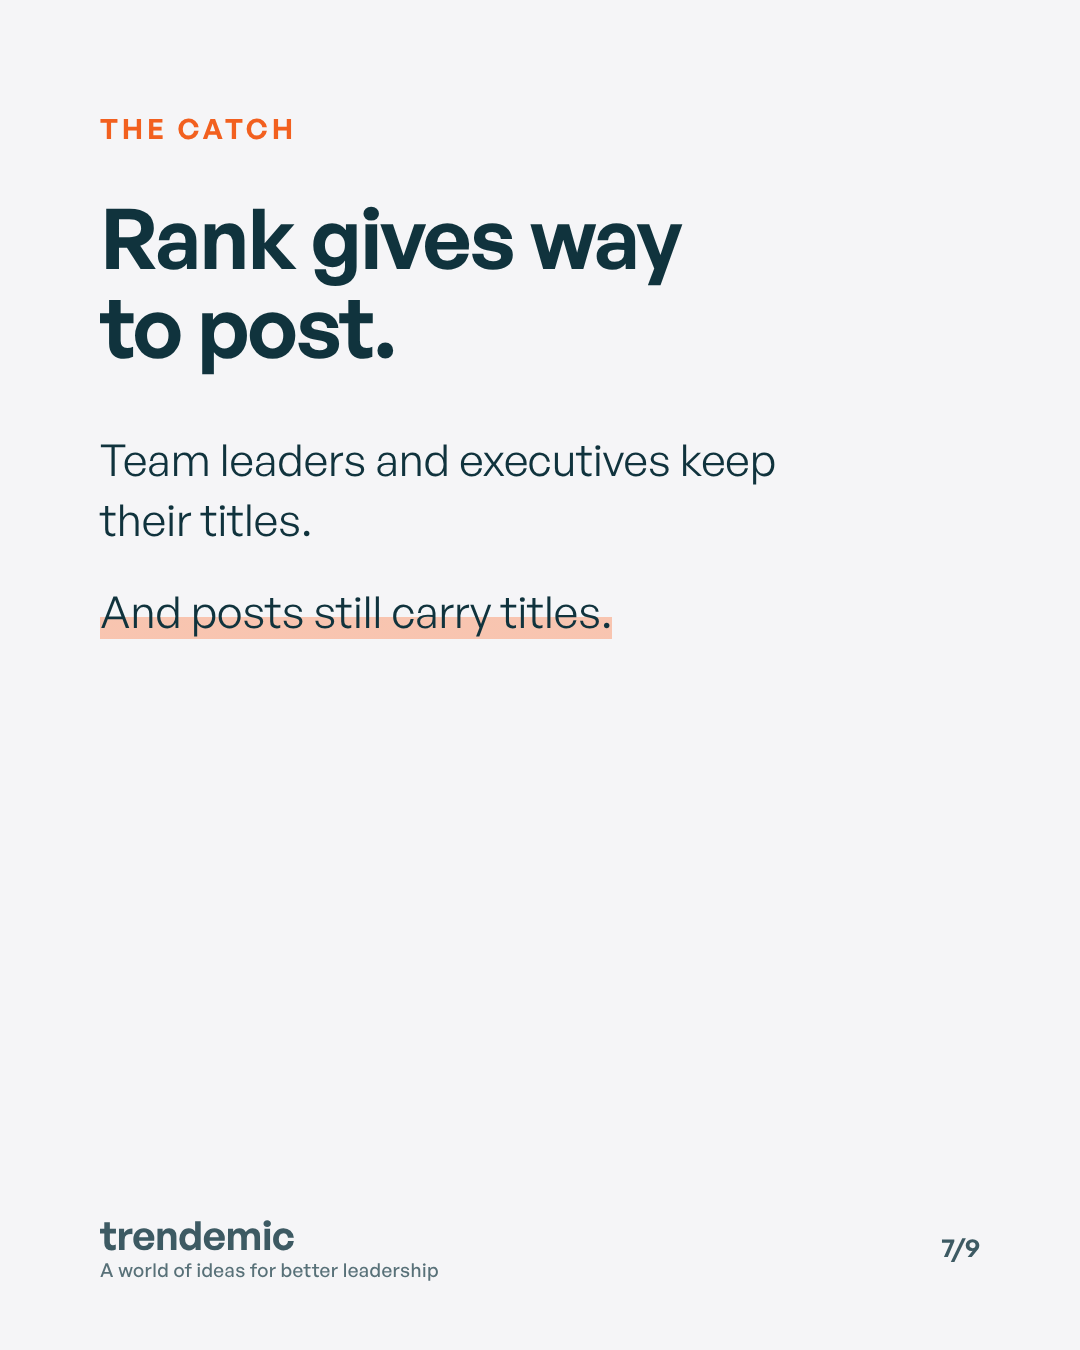 THE CATCH
Rank gives way
to post.
Team leaders and executives keep
their titles.
And posts still carry titles.
trendemic
A world of ideas for better leadership
7/9